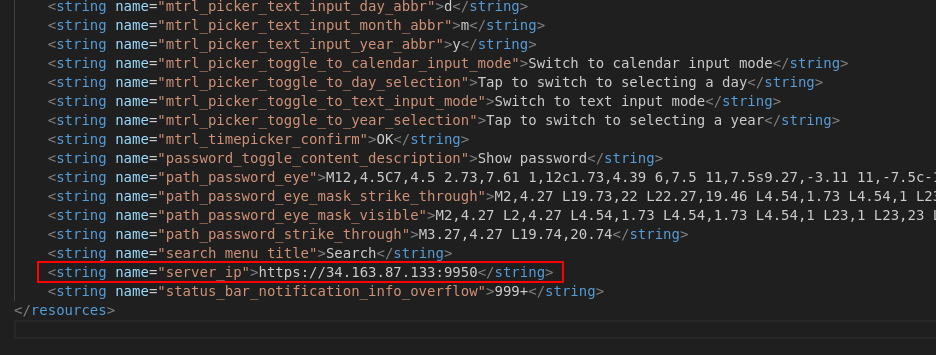 <string name="mtrl_picker_text_input_day_abbr">d</string>
<string name="mtrl_picker_text_input_month_abbr">m</string>
<string name="mtrl_picker_text_input_year_abbr">y</string>
<string name="mtrl_picker_toggle_to_calendar_input_mode">Switch to calendar input mode</string>
<string name="mtrl_picker_toggle_to_day_selection">Tap to switch to selecting a day</string>
<string name="mtrl_picker_toggle_to_text_input_mode">Switch to text input mode</string>
<string name="mtrl_picker_toggle_to_year_selection">Tap to switch to selecting a year</string>
<string name="mtrl_timepicker_confirm">OK</string>
<string name="password_toggle_content_description">Show password</string>
<string name="path_password_eye">M12,4.5C7,4.5 2.73,7.61 1,12c1.73,4.39 6,7.5 11,7.5s9.27,-3.11 11,-7.5c-1
<string name="path_password_eye_mask_strike_through">M2,4.27 L19.73,22 L22.27,19.46 L4.54,1.73 L4.54,1 L23
<string name="path_password_eye_mask_visible">M2,4.27 L2,4.27 L4.54,1.73 L4.54,1.73 L4.54,1 L23,1 L23,23 L
<string name="path_password_strike_through">M3.27,4.27 L19.74,20.74</string>
<string name="search_menu_title">Search</string>
<string name="server_ip">https://34.163.87.133:9950</string>
<string name="status_bar_notification_info_overflow">999+</string>
</resources>